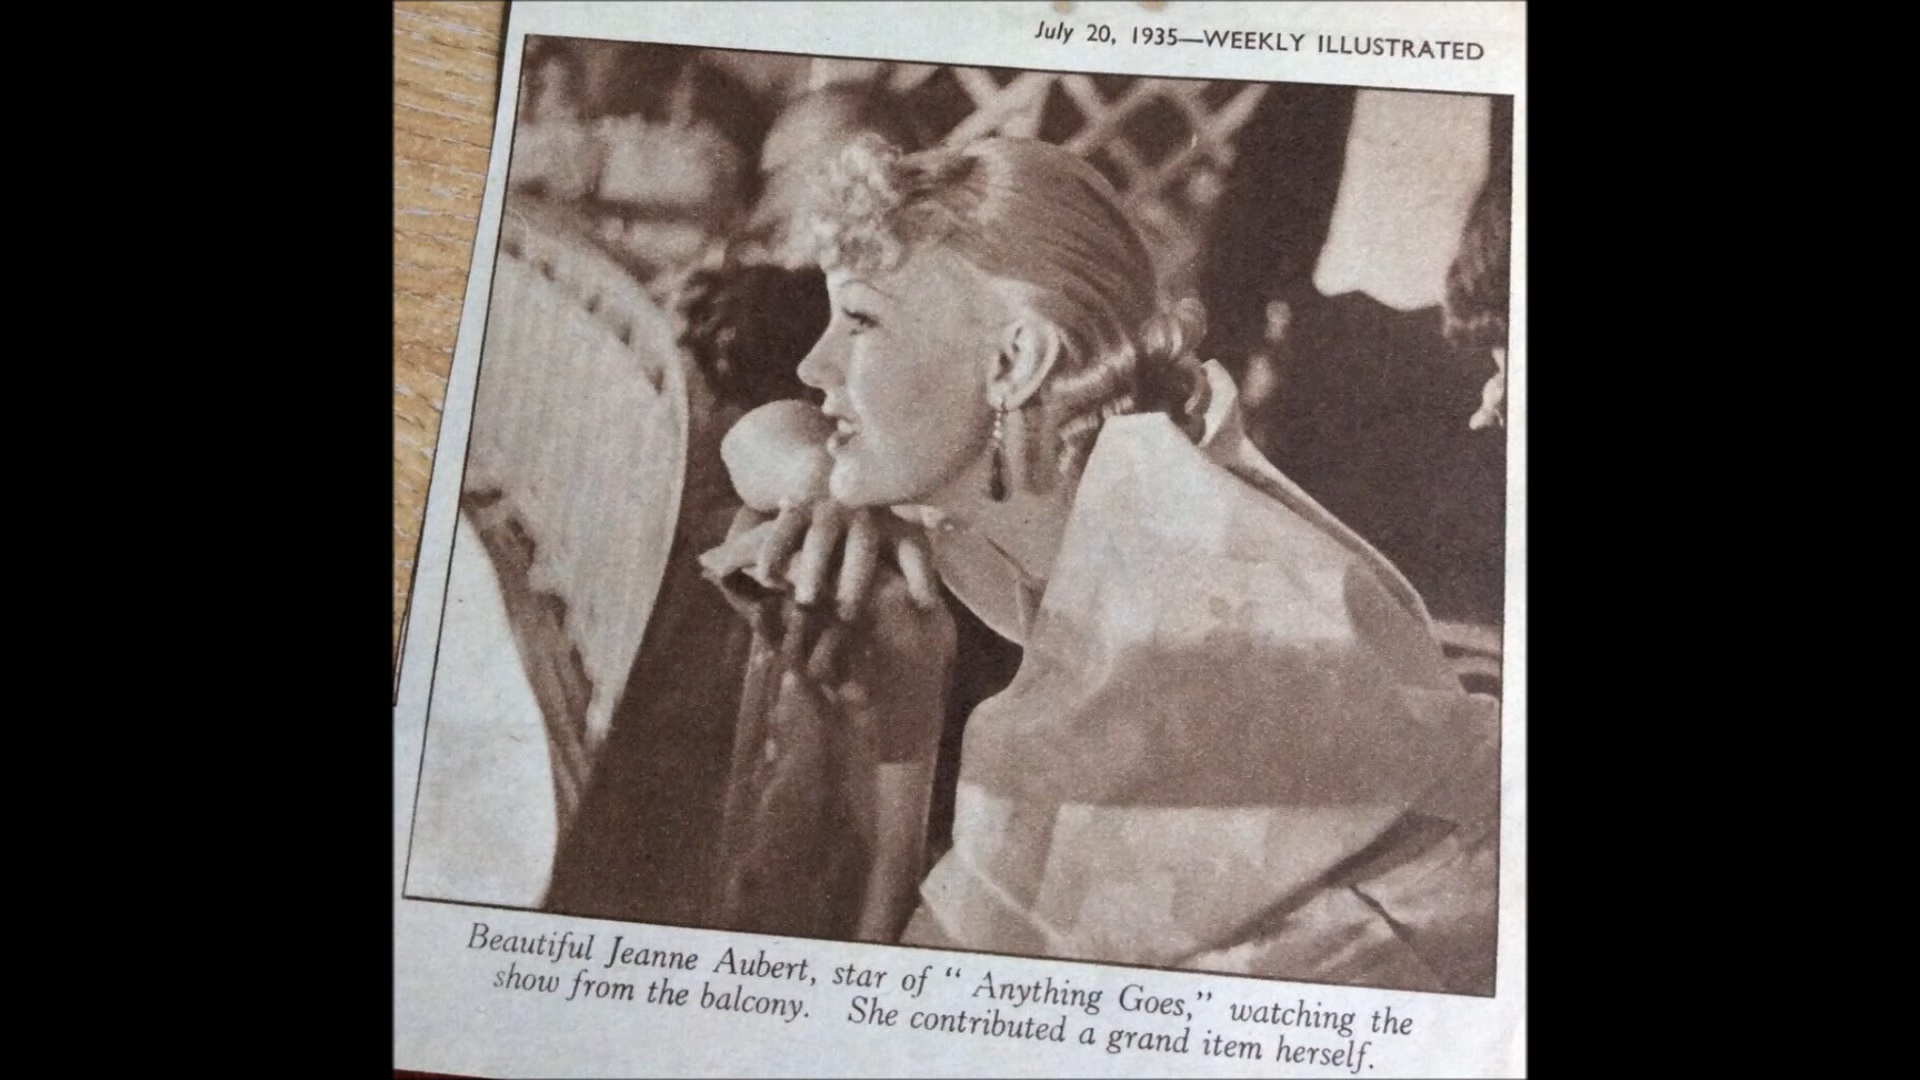 July 20, 1935—WEEKLY ILLUSTRATED
Beautiful Jeanne Aubert, star of “ Anything Goes,” watching the
show from the balcony. She contributed a grand item herself.